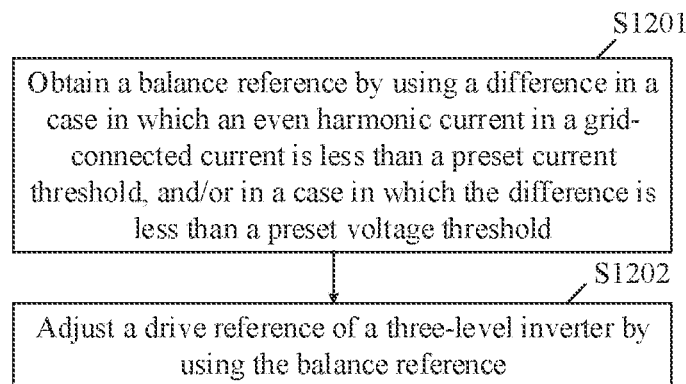 S1201
Obtain a balance reference by using a difference in a
case in which an even harmonic current in a grid-
connected current is less than a preset current
threshold, and/or in a case in which the difference is
less than a preset voltage threshold
S1202
Adjust a drive reference of a three-level inverter by
using the balance reference